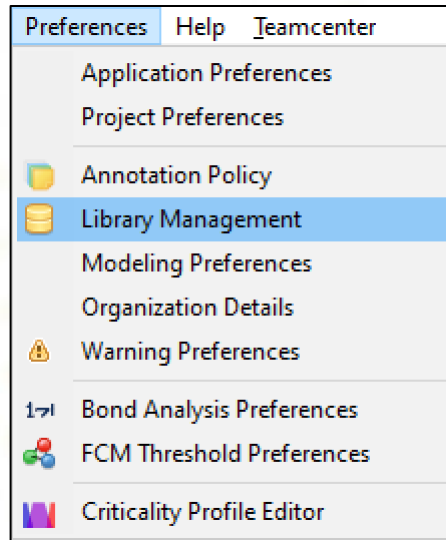 Preferences Help Teamcenter
Application Preferences
Project Preferences
Annotation Policy
Library Management
Modeling Preferences
Organization Details
Warning Preferences
Bond Analysis Preferences
FCM Threshold Preferences
Criticality Profile Editor